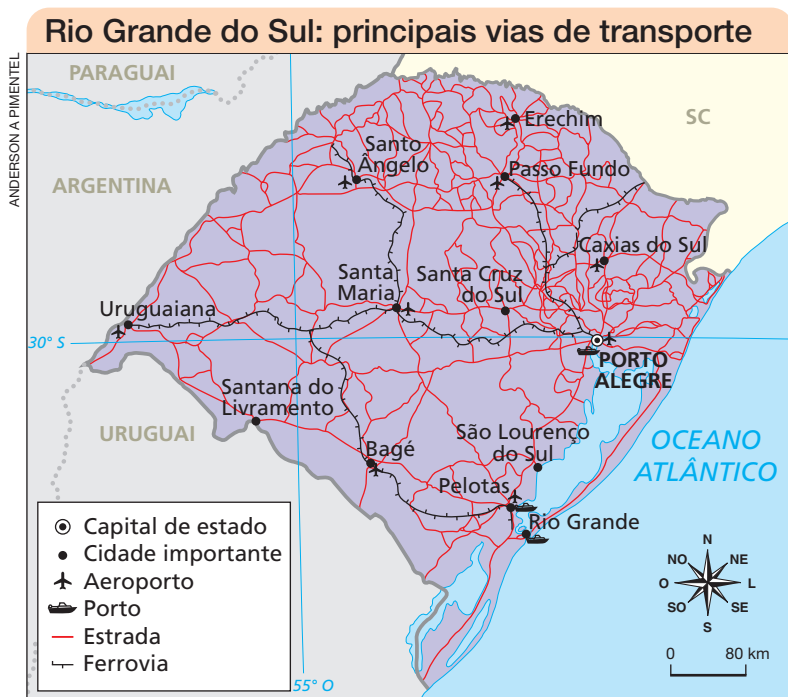 Rio Grande do Sul: principais vias de transporte
ANDERSON A PIMENTEL
PARAGUAI
SC
ARGENTINA
Erechim
Santo
Ângelo
Passo Fundo
Caxias do Sul
Santa
Maria
Santa Cruz
do Sul
Uruguaiana
30° S
PORTO
ALEGRE
Santana do
Livramento
URUGUAI
São Lourenço
do Sul
OCEANO
ATLÂNTICO
Bagé
Pelotas
Rio Grande
Capital de estado
Cidade importante
Aeroporto
Porto
Estrada
Ferrovia
N
NO
NE
O
L
SO
SE
S
0 80 km
55° O